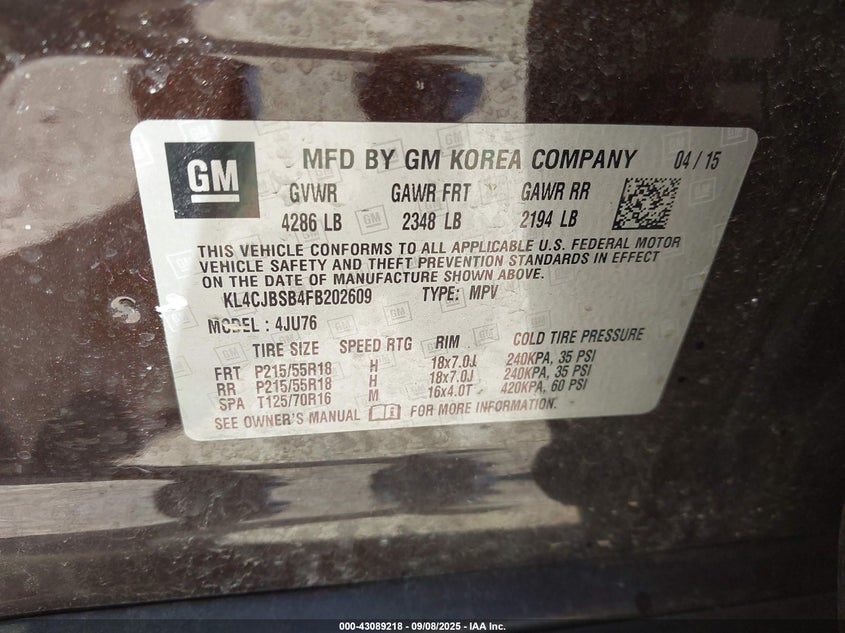 GM MFD BY GM KOREA COMPANY 04 / 15
GVWR GAWR FRT GAWR RR
4286 LB 2348 LB 2194 LB
THIS VEHICLE CONFORMS TO ALL APPLICABLE U.S. FEDERAL MOTOR
VEHICLE SAFETY AND THEFT PREVENTION STANDARDS IN EFFECT
ON THE DATE OF MANUFACTURE SHOWN ABOVE.
KL4CJBSB4FB202609 TYPE: MPV
MODEL : 4JU76
TIRE SIZE SPEED RTG RIM COLD TIRE PRESSURE
FRT P215/55R18 H 18x7.0J 240KPA, 35 PSI
RR P215/55R18 H 18x7.0J 240KPA, 35 PSI
SPA T125/70R16 M 16x4.0T 420KPA, 60 PSI
SEE OWNER'S MANUAL FOR MORE INFORMATION.
000-43089218 - 09/08/2025 - IAA Inc.